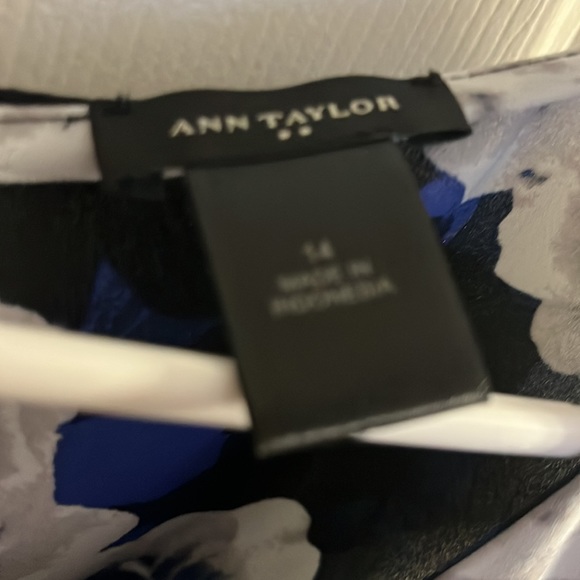 ANN TAYLOR
14
MADE IN
INDONESIA